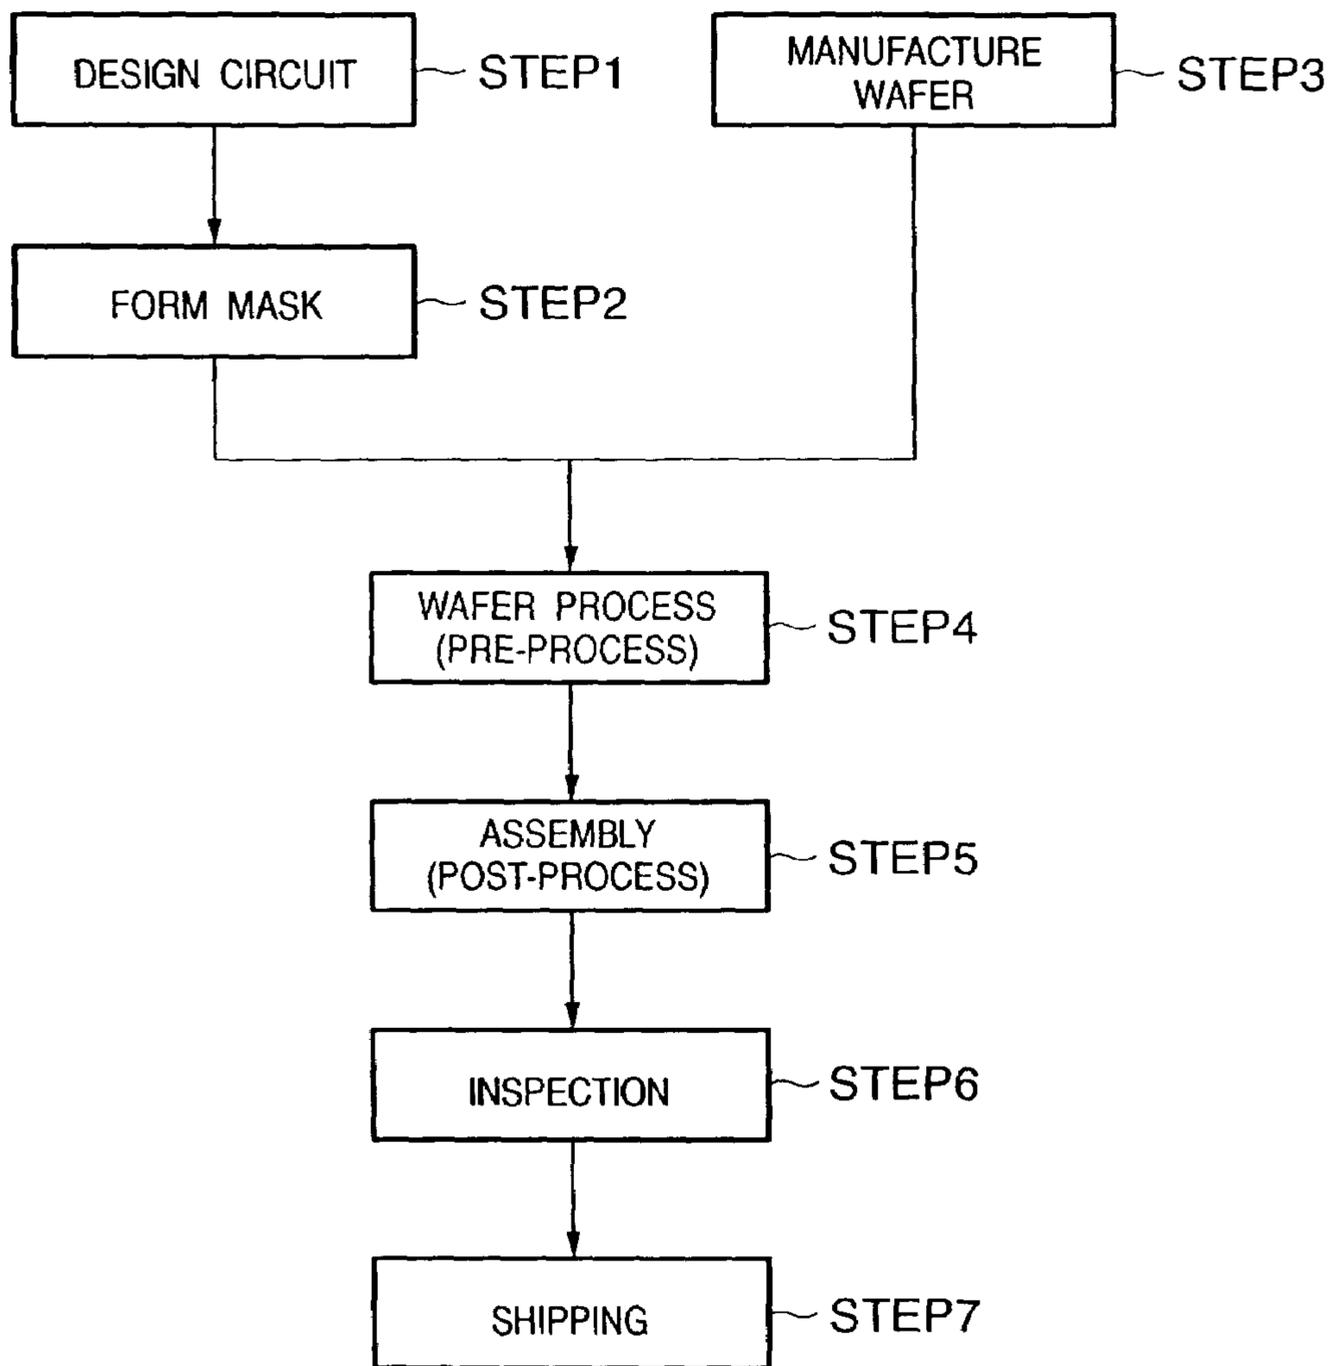 DESIGN CIRCUIT
STEP1
MANUFACTURE
WAFER
STEP3
FORM MASK
STEP2
WAFER PROCESS
(PRE-PROCESS)
STEP4
ASSEMBLY
(POST-PROCESS)
STEP5
INSPECTION
STEP6
SHIPPING
STEP7